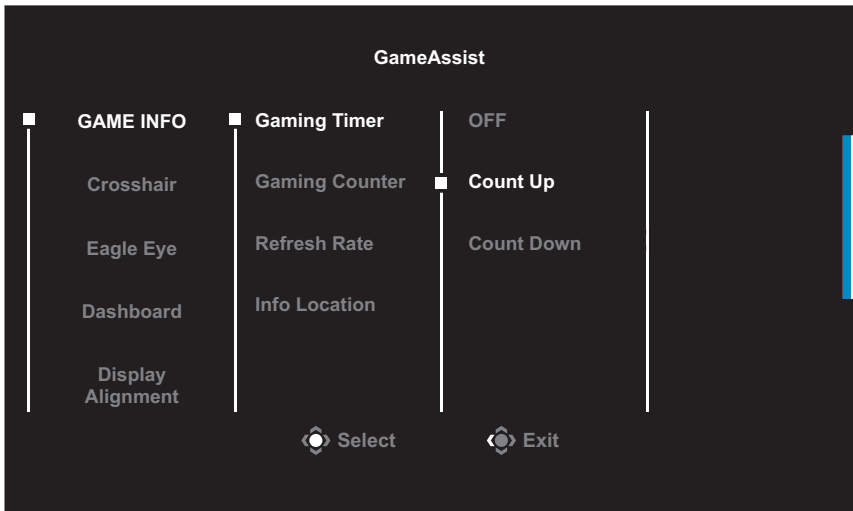 GameAssist
GAME INFO
Crosshair
Eagle Eye
Dashboard
Display
Alignment
Gaming Timer
Gaming Counter
Refresh Rate
Info Location
OFF
Count Up
Count Down
Select
Exit